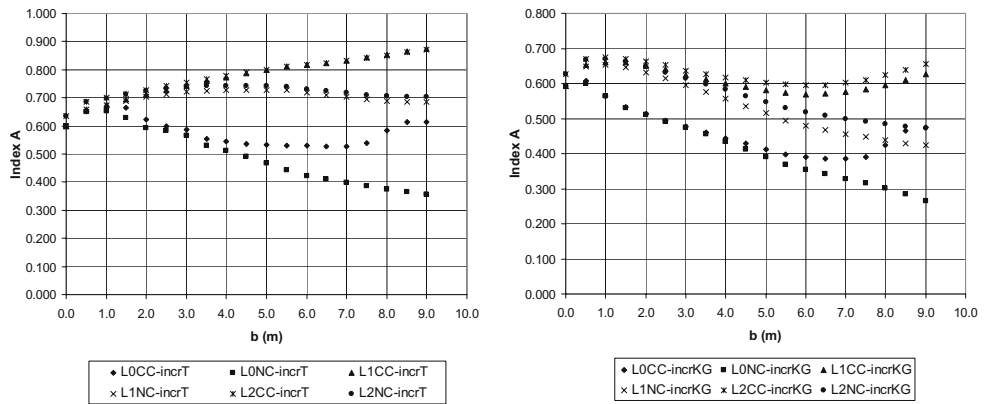 1.000
0.900
0.800
0.700
0.600
0.500
0.400
0.300
0.200
0.100
0.000
Index A
0.0 1.0 2.0 3.0 4.0 5.0 6.0 7.0 8.0 9.0 10.0
b (m)
L0CC-incrT L0NC-incrT L1CC-incrT
L1NC-incrT L2CC-incrT L2NC-incrT
0.800
0.700
0.600
0.500
0.400
0.300
0.200
0.100
0.000
Index A
0.0 1.0 2.0 3.0 4.0 5.0 6.0 7.0 8.0 9.0 10.0
b (m)
L0CC-incrKG L0NC-incrKG L1CC-incrKG
L1NC-incrKG L2CC-incrKG L2NC-incrKG